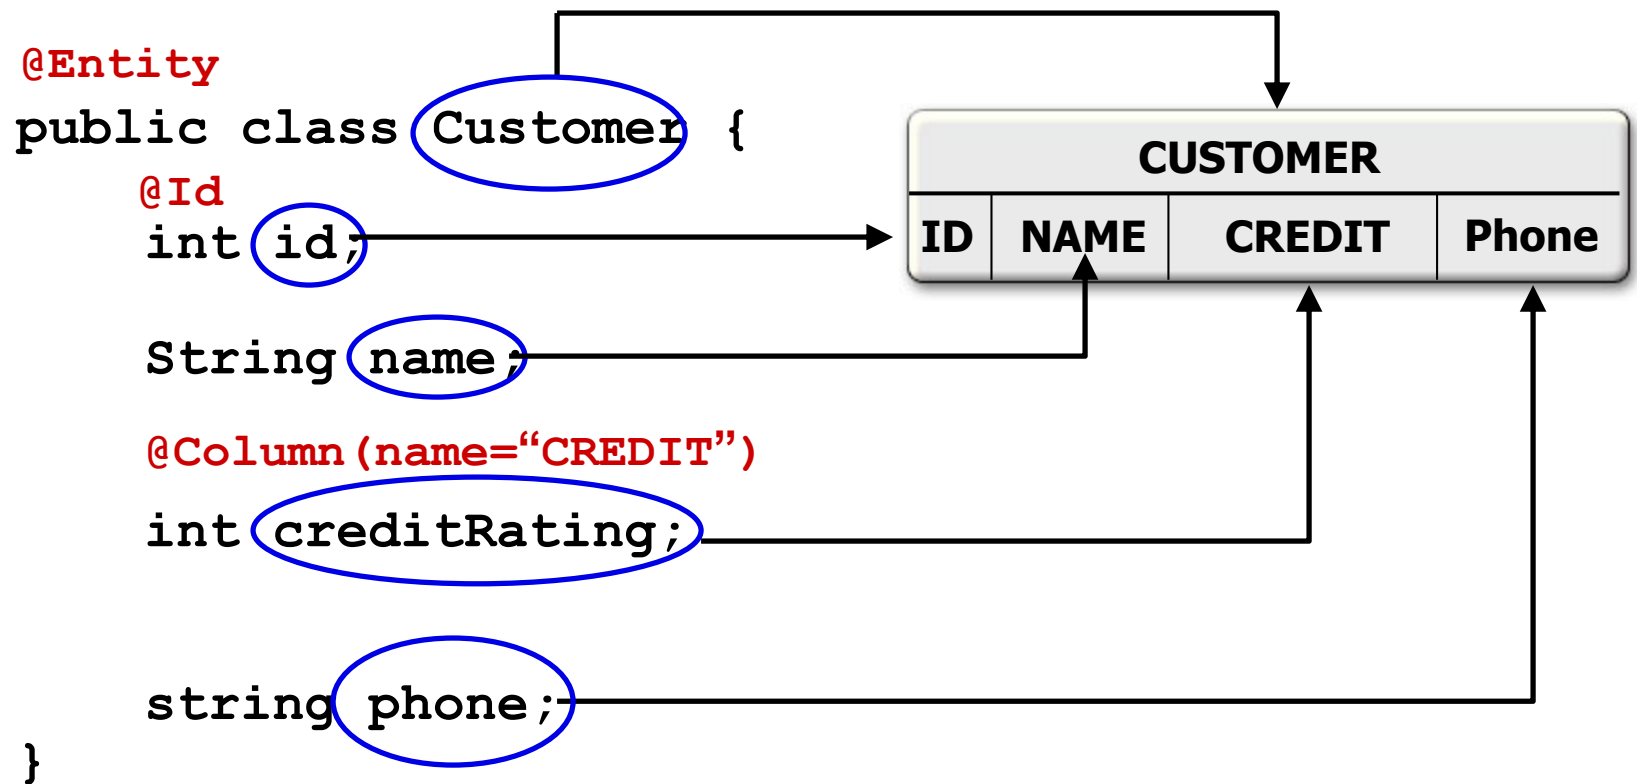 @Entity
public class Customer {
@Id
int id;
String name;
@Column(name=“CREDIT”)
int creditRating;
string phone;
}
CUSTOMER
ID NAME CREDIT Phone